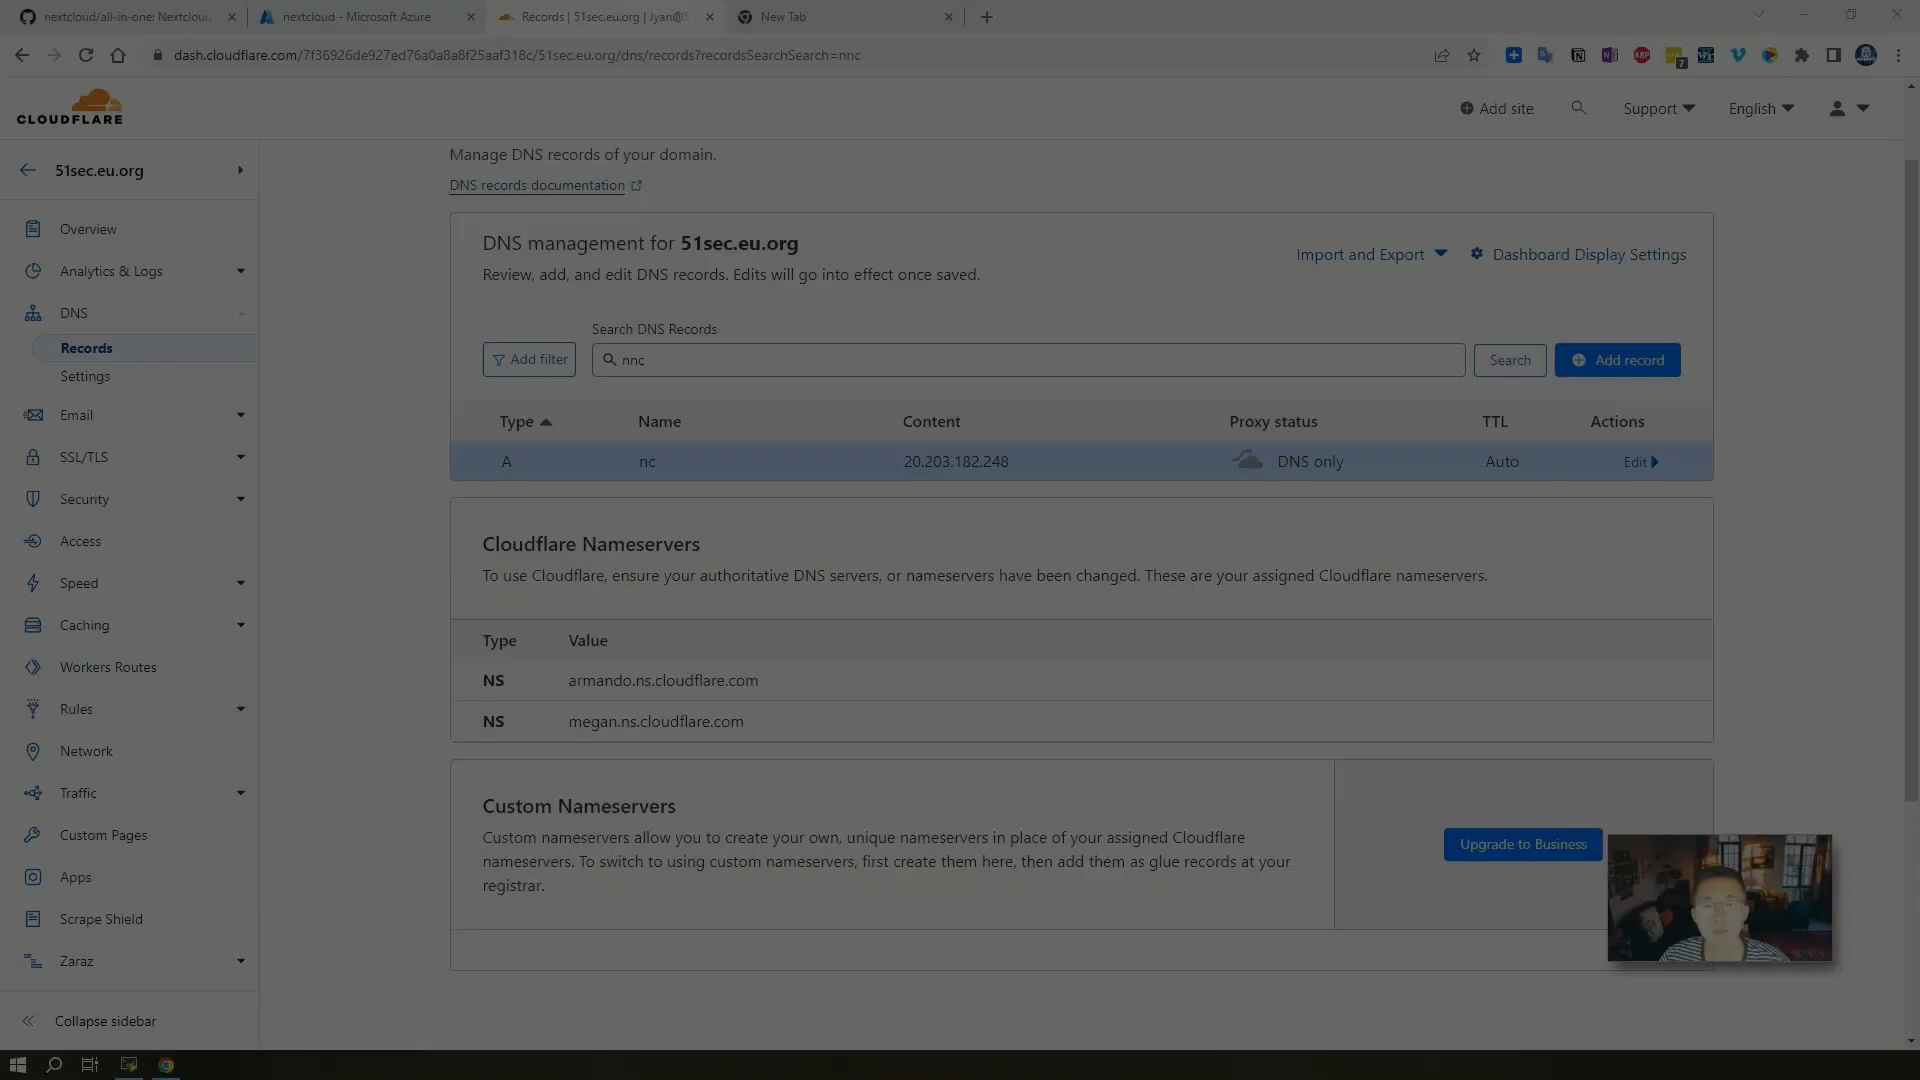 nextcloud/all-in-one: Nextcloud
nextcloud - Microsoft Azure
Records | 51sec.eu.org | Jyan@5
New Tab
dash.cloudflare.com/7f36926de927ed76a0a8a8f25aaf318c/51sec.eu.org/dns/records?recordsSearchSearch=nnc
ABP
7
CLOUDFLARE
Add site
Support
English
51sec.eu.org
Overview
Analytics & Logs
DNS
Records
Settings
Email
SSL/TLS
Security
Access
Speed
Caching
Workers Routes
Rules
Network
Traffic
Custom Pages
Apps
Scrape Shield
Zaraz
Collapse sidebar
Manage DNS records of your domain.
DNS records documentation
DNS management for 51sec.eu.org
Review, add, and edit DNS records. Edits will go into effect once saved.
Import and Export
Dashboard Display Settings
Search DNS Records
Add filter
nnc
Search
Add record
Type Name Content Proxy status TTL Actions
A nc 20.203.182.248 DNS only Auto Edit
Cloudflare Nameservers
To use Cloudflare, ensure your authoritative DNS servers, or nameservers have been changed. These are your assigned Cloudflare nameservers.
Type Value
NS armando.ns.cloudflare.com
NS megan.ns.cloudflare.com
Custom Nameservers
Custom nameservers allow you to create your own, unique nameservers in place of your assigned Cloudflare
nameservers. To switch to using custom nameservers, first create them here, then add them as glue records at your
registrar.
Upgrade to Business